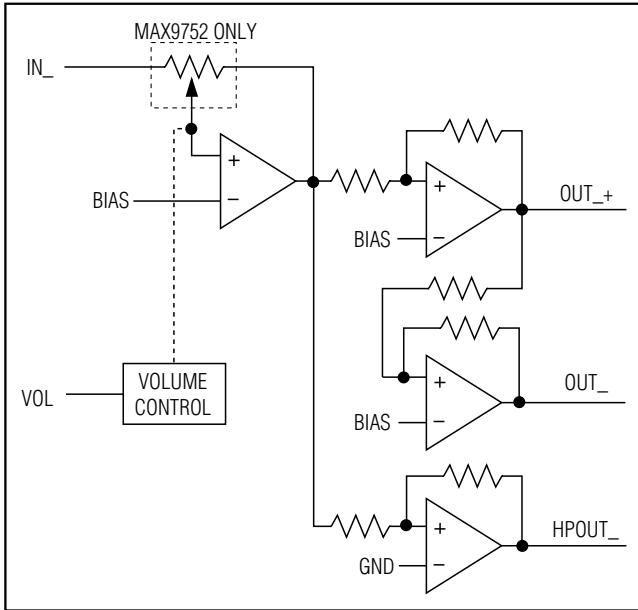 MAX9752 ONLY
IN_
+
−
BIAS
+
−
BIAS
OUT_+
VOL
VOLUME
CONTROL
+
−
BIAS
OUT_
+
−
GND
HPOUT_